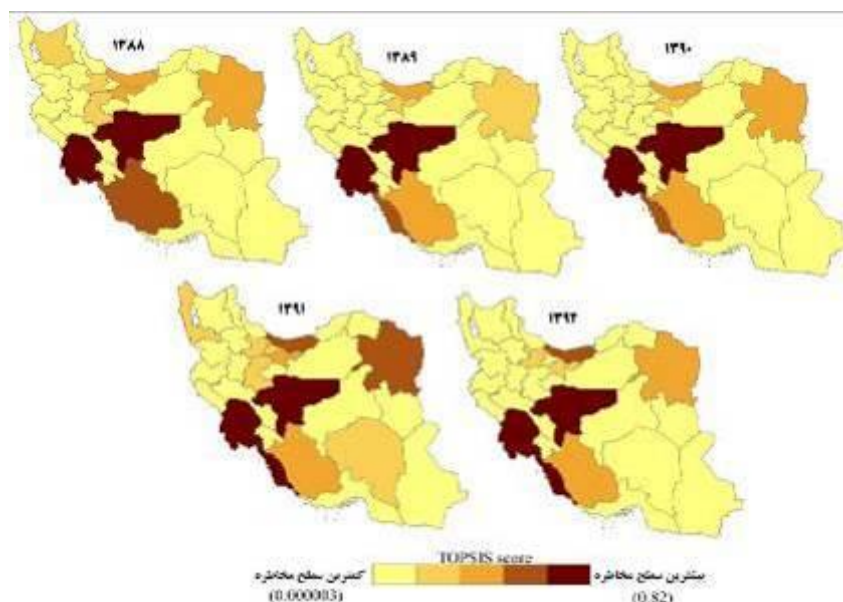 ۱۳۸۸
۱۳۸۹
۱۳۹۰
۱۳۹۱
۱۳۹۲
TOPSIS score
کمترین سطح مخاطره
بیشترین سطح مخاطره
(0.000003)
(0.82)